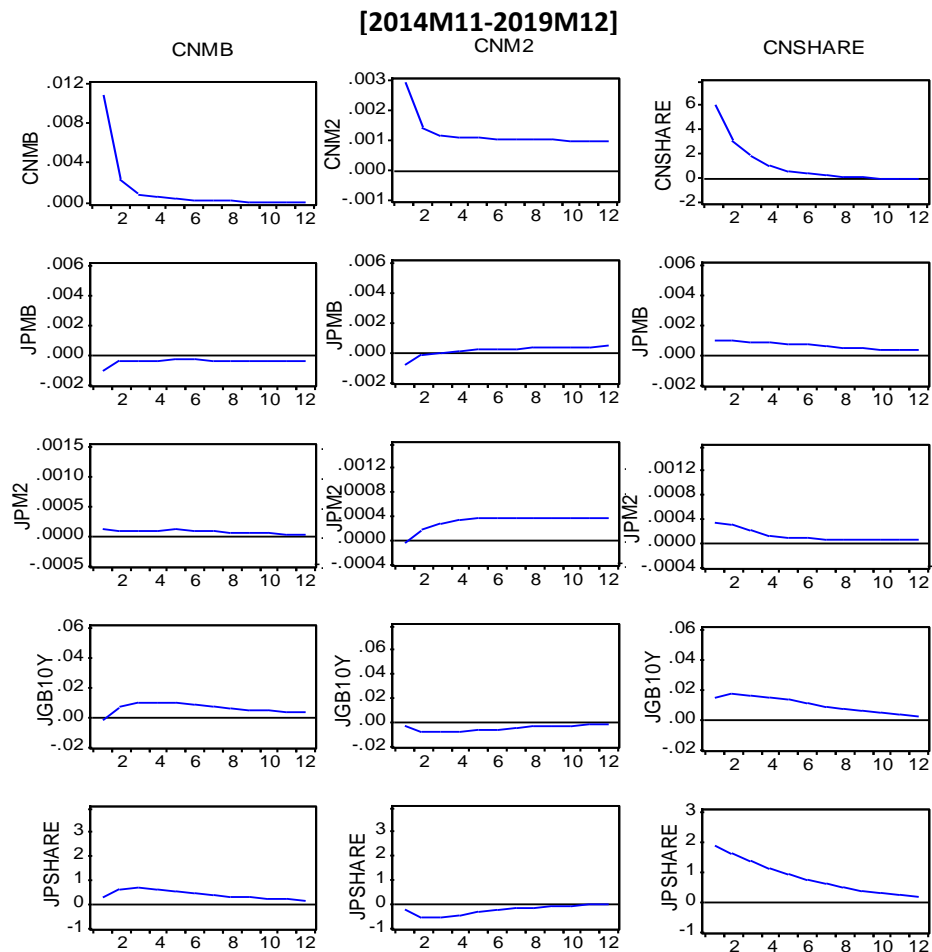 [2014M11-2019M12]
CNMB CNM2 CNSHARE
CNMB
.012
.008
.004
.000
2 4 6 8 10 12
CNM2
.003
.002
.001
.000
-.001
2 4 6 8 10 12
CNSHARE
6
4
2
0
-2
2 4 6 8 10 12
JPMB
.006
.004
.002
.000
-.002
2 4 6 8 10 12
JPMB
.006
.004
.002
.000
-.002
2 4 6 8 10 12
JPMB
.006
.004
.002
.000
-.002
2 4 6 8 10 12
JPM2
.0015
.0010
.0005
.0000
-.0005
2 4 6 8 10 12
JPM2
.0012
.0008
.0004
.0000
-.0004
2 4 6 8 10 12
JPM2
.0012
.0008
.0004
.0000
-.0004
2 4 6 8 10 12
JGB10Y
.06
.04
.02
.00
-.02
2 4 6 8 10 12
JGB10Y
.06
.04
.02
.00
-.02
2 4 6 8 10 12
JGB10Y
.06
.04
.02
.00
-.02
2 4 6 8 10 12
JPSHARE
3
2
1
0
-1
2 4 6 8 10 12
JPSHARE
3
2
1
0
-1
2 4 6 8 10 12
JPSHARE
3
2
1
0
-1
2 4 6 8 10 12